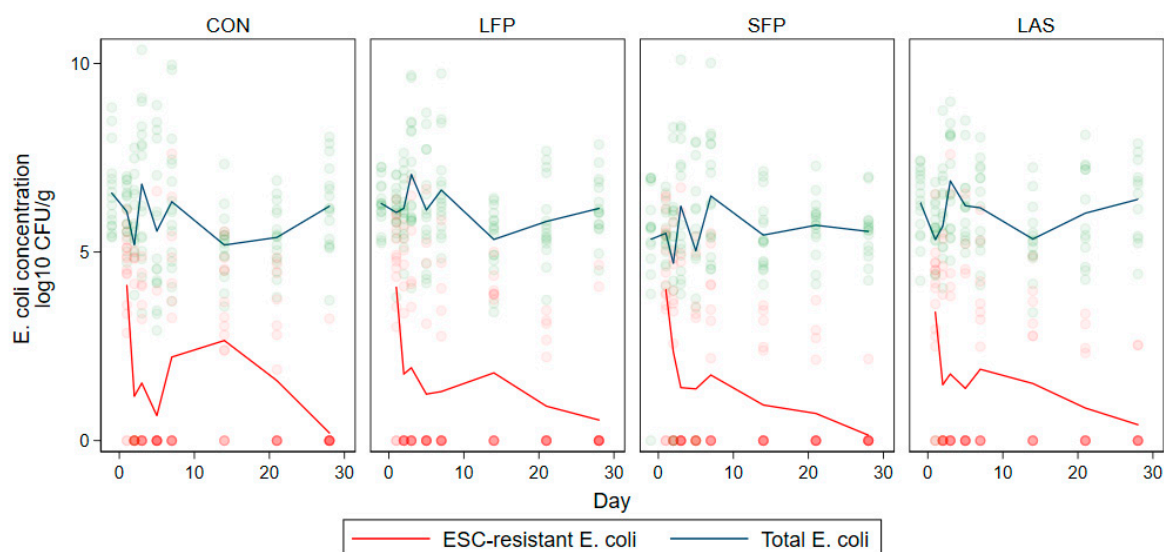 CON LFP SFP LAS
10
5
0
E. coli concentration
log10 CFU/g
0 10 20 30 0 10 20 30 0 10 20 30 0 10 20 30
Day
ESC-resistant E. coli Total E. coli